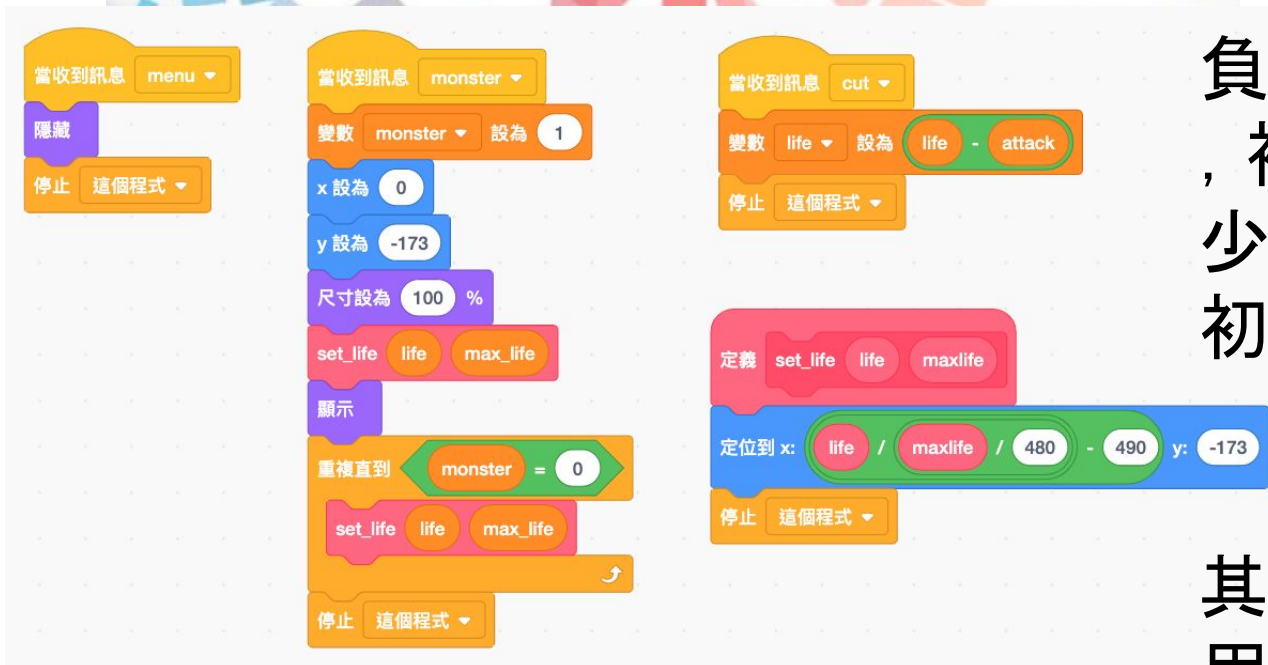 當收到訊息 menu
隱藏
停止 這個程式
當收到訊息 monster
變數 monster 設為 1
x 設為 0
y 設為 -173
尺寸設為 100 %
set_life life max_life
顯示
重複直到 monster = 0
set_life life max_life
停止 這個程式
當收到訊息 cut
變數 life 設為 life - attack
停止 這個程式
定義 set_life life maxlife
定位到 x: life / maxlife / 480 - 490 y: -173
停止 這個程式
負
,
少
初
其